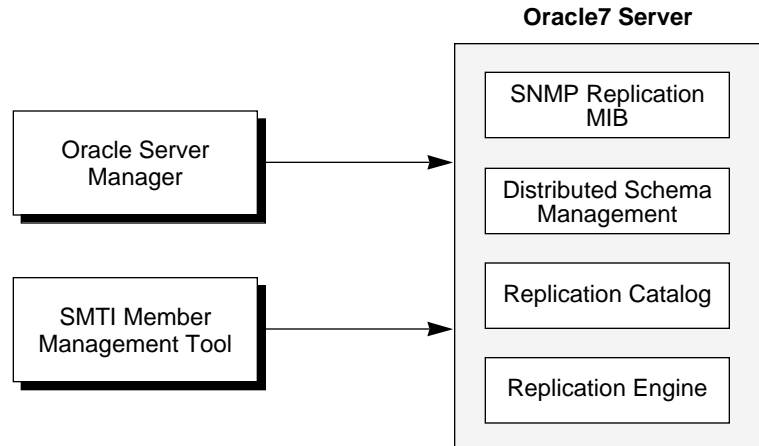 Oracle7 Server
SNMP Replication
MIB
Oracle Server
Manager
Distributed Schema
Management
SMTI Member
Management Tool
Replication Catalog
Replication Engine